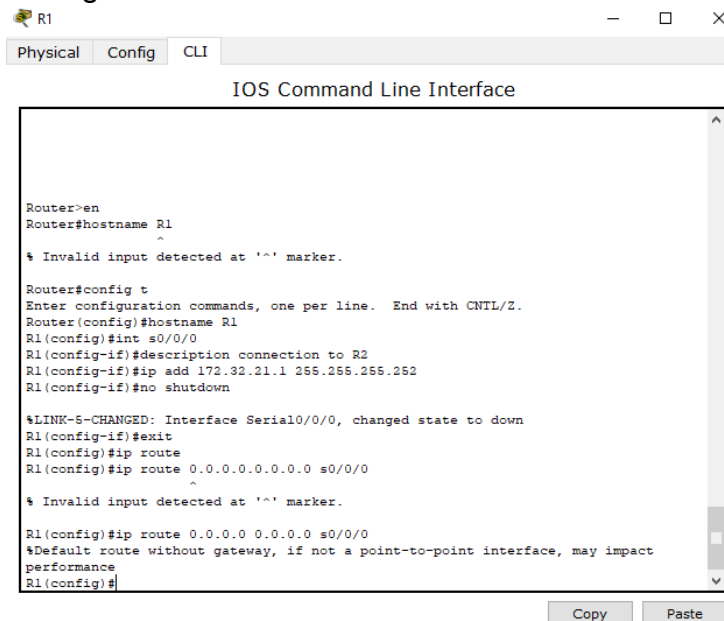 R1
Physical Config CLI
IOS Command Line Interface
Router>en
Router#hostname R1
^
% Invalid input detected at '^' marker.
Router#config t
Enter configuration commands, one per line. End with CNTL/Z.
Router(config)#hostname R1
R1(config)#int s0/0/0
R1(config-if)#description connection to R2
R1(config-if)#ip add 172.32.21.1 255.255.255.252
R1(config-if)#no shutdown
%LINK-5-CHANGED: Interface Serial0/0/0, changed state to down
R1(config-if)#exit
R1(config)#ip route
R1(config)#ip route 0.0.0.0.0.0.0.0 s0/0/0
^
% Invalid input detected at '^' marker.
R1(config)#ip route 0.0.0.0 0.0.0.0 s0/0/0
%Default route without gateway, if not a point-to-point interface, may impact
performance
R1(config)#
Copy Paste